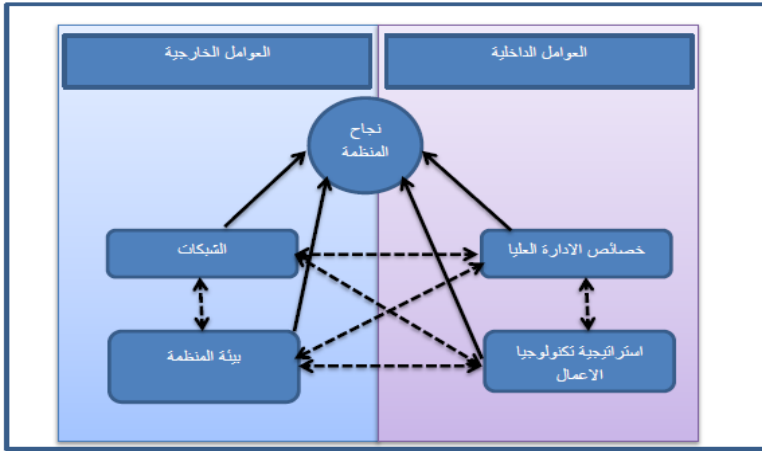 العوامل الداخلية
العوامل الخارجية
نجاح
المنظمة
خصائص الادارة العليا
الشبكات
استراتيجية تكنولوجيا
الاعمال
بيئة المنظمة